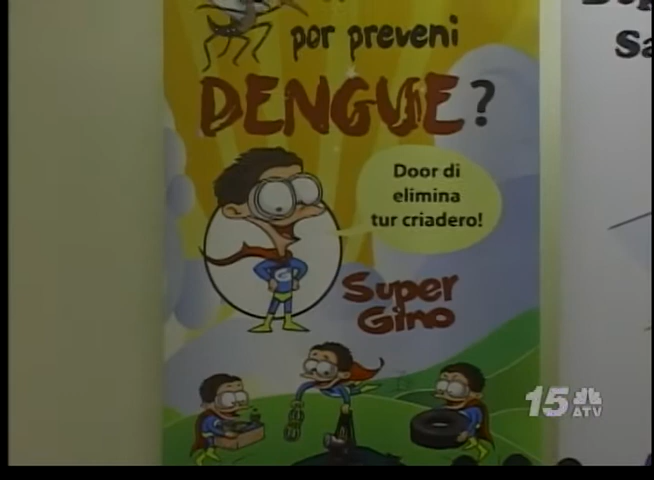 por preveni
DENGUE?
Door di
elimina
tur criadero!
Super
Gino
15
ATV